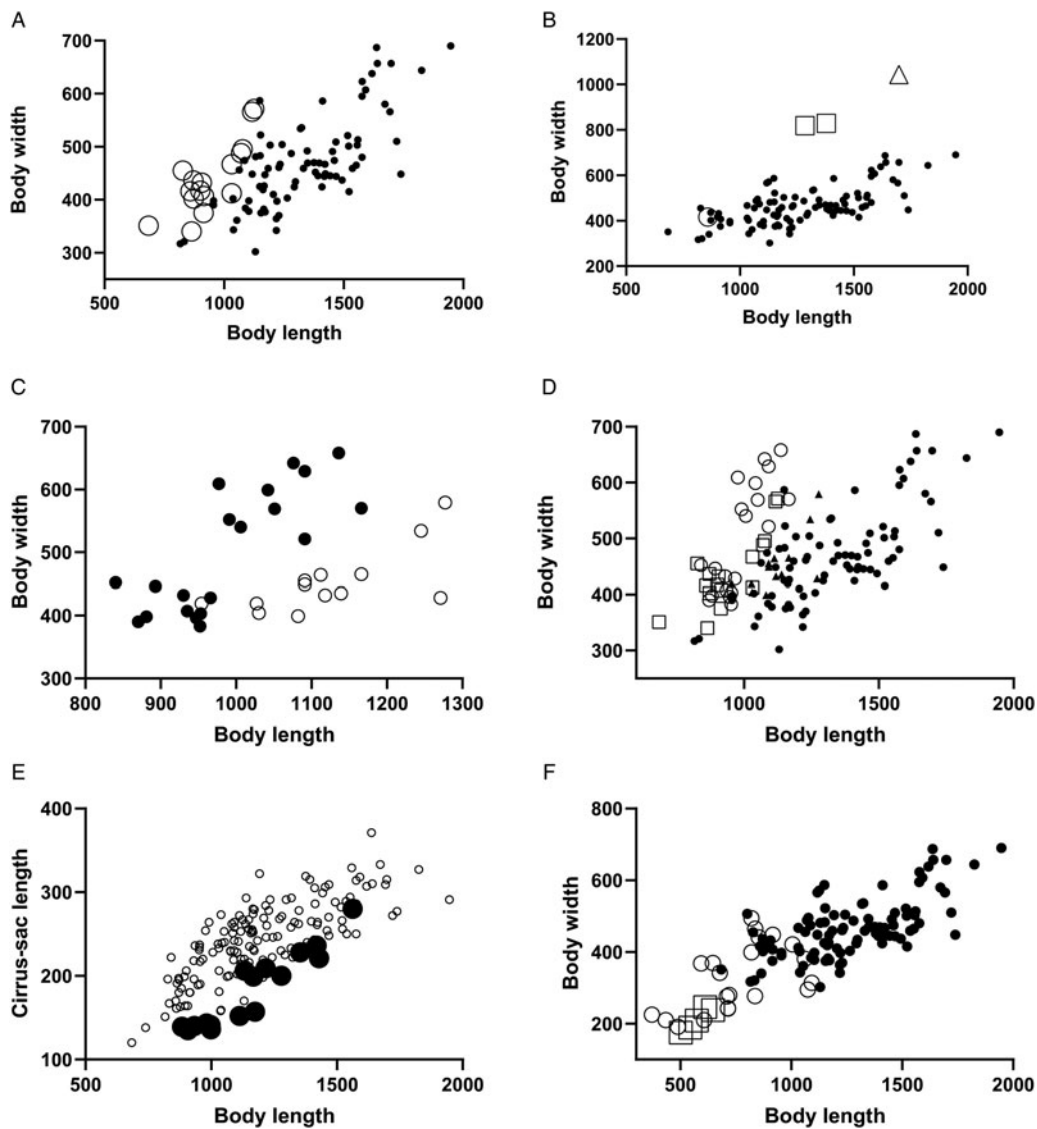 A
700
600
500
400
300
Body width
500 1000 1500 2000
Body length
B
1200
1000
800
600
400
200
Body width
500 1000 1500 2000
Body length
C
700
600
500
400
300
Body width
800 900 1000 1100 1200 1300
Body length
D
700
600
500
400
300
Body width
1000 1500 2000
Body length
E
400
300
200
100
Cirrus-sac length
500 1000 1500 2000
Body length
F
800
600
400
200
Body width
500 1000 1500 2000
Body length